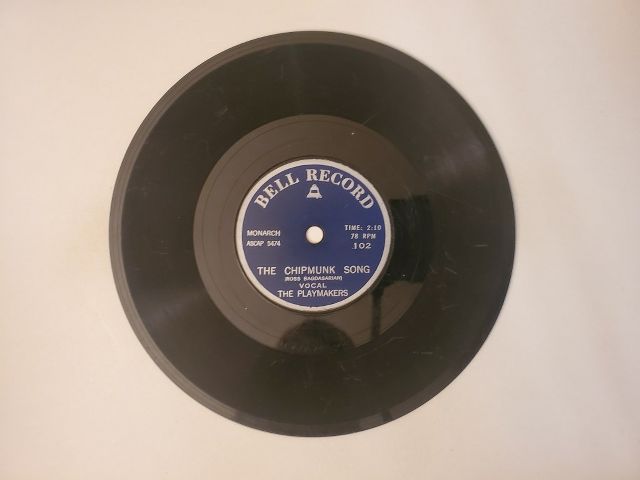 BELL RECORD
MONARCH
ASCAP 5474
TIME: 2:10
78 RPM
102
THE CHIPMUNK SONG
(ROSS BAGDASARIAN)
VOCAL
THE PLAYMAKERS